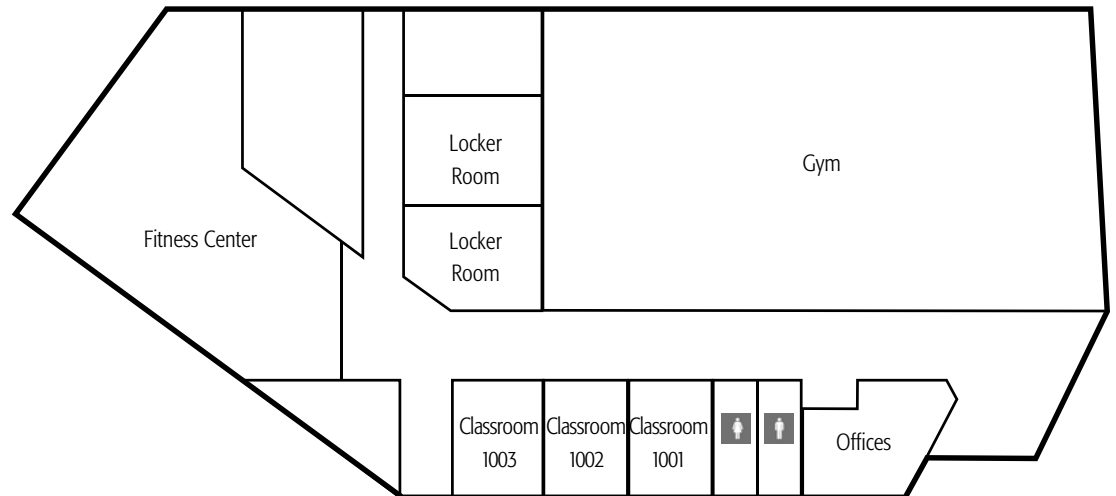 Locker
Room
Gym
Fitness Center
Locker
Room
Classroom
1003
Classroom
1002
Classroom
1001
Offices